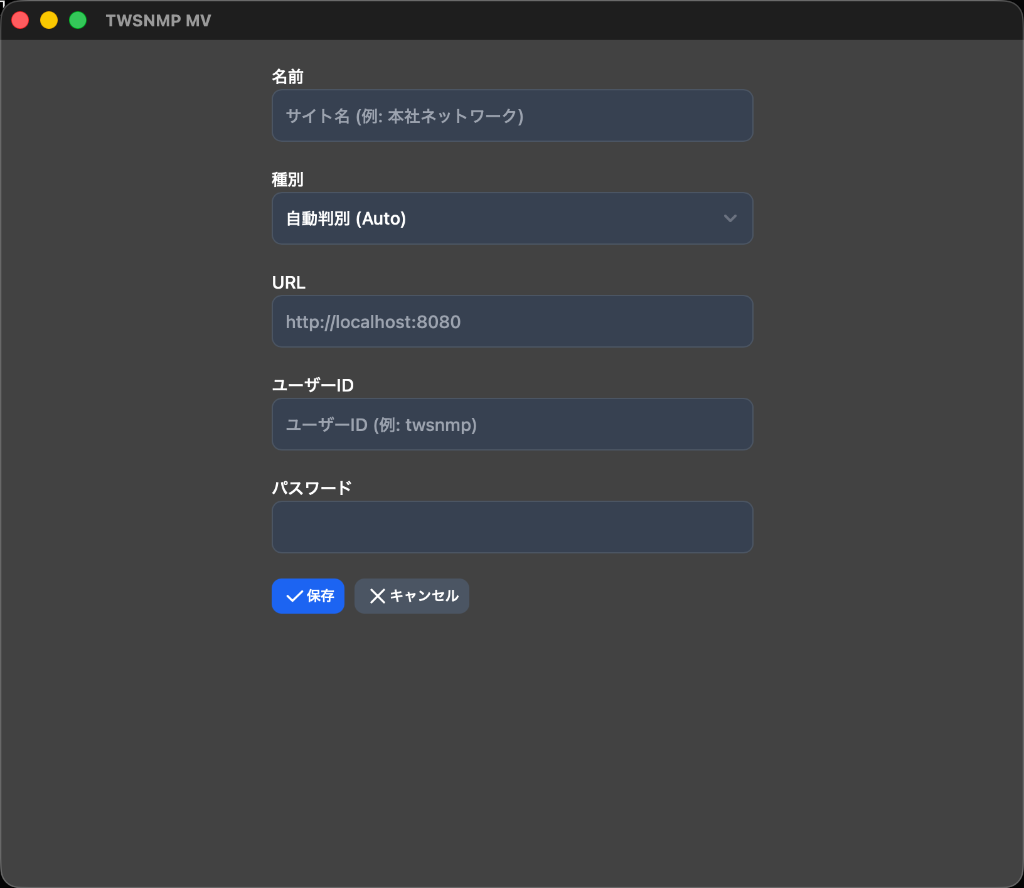 TWSNMP MV
名前
サイト名 (例: 本社ネットワーク)
種別
自動判別 (Auto)
URL
http://localhost:8080
ユーザーID
ユーザーID (例: twsnmp)
パスワード
保存 キャンセル